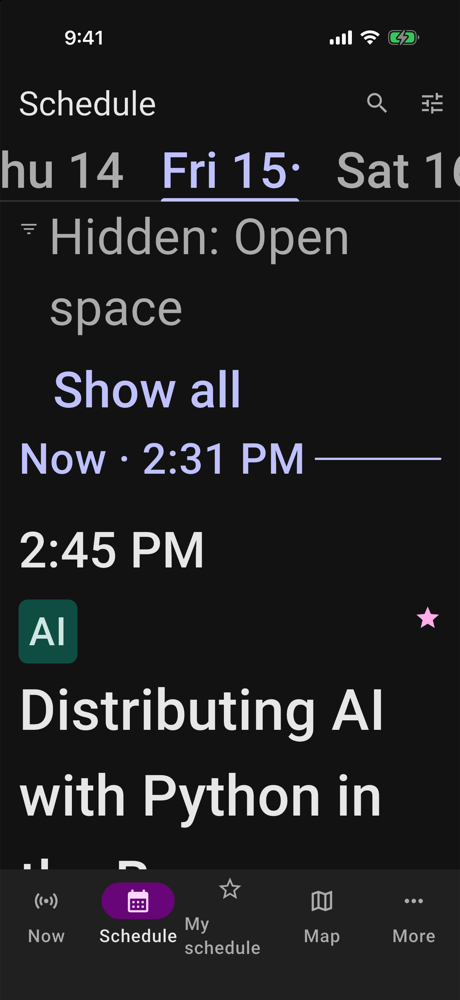 9:41
Schedule
hu 14 Fri 15· Sat 16
Hidden: Open
space
Show all
Now · 2:31 PM
2:45 PM
AI
Distributing AI
with Python in
Now
Schedule
My
schedule
Map
More